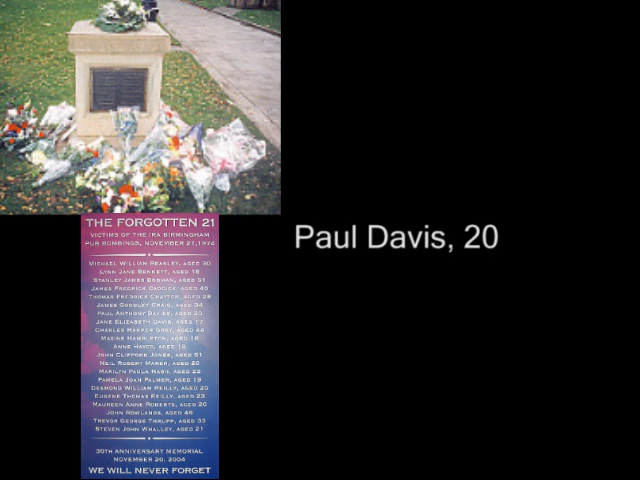 THE FORGOTTEN 21
VICTIMS OF THE IRA BIRMINGHAM
PUB BOMBINGS, NOVEMBER 21, 1974
MICHAEL WILLIAM BEASLEY, AGED 30
LYNN JANE BENNETT, AGED 18
STANLEY JAMES BODMAN, AGED 51
JAMES FREDRICK CADDICK, AGED 40
THOMAS FREDRICK CHAYTOR, AGED 28
JAMES GOODLEY CRAIG, AGED 34
PAUL ANTHONY DAVIES, AGED 20
JANE ELIZABETH DAVIS, AGED 17
CHARLES HARPER GREY, AGED 44
MAXINE HAMBLETON, AGED 18
ANNE HAYES, AGED 19
JOHN CLIFFORD JONES, AGED 51
NEIL ROBERT MARSH, AGED 20
MARILYN PAULA NASH, AGED 22
PAMELA JOAN PALMER, AGED 19
DESMOND WILLIAM REILLY, AGED 20
EUGENE THOMAS REILLY, AGED 23
MAUREEN ANNE ROBERTS, AGED 20
JOHN ROWLANDS, AGED 46
TREVOR GEORGE THRUPP, AGED 33
STEVEN JOHN WHALLEY, AGED 21
30TH ANNIVERSARY MEMORIAL
NOVEMBER 20, 2004
WE WILL NEVER FORGET
Paul Davis, 20